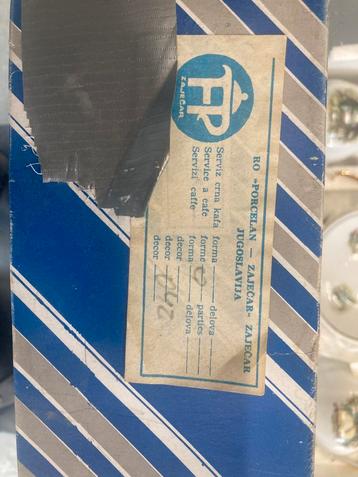 RO »PORCELAN — ZAJEČAR« ZAJEČAR
JUGOSLAVIJA
FP
ZAJEČAR
Serviz crna kafa forma delova
Service a cafe forme parties
Servizi caffe forma delova
decor
decor
decor